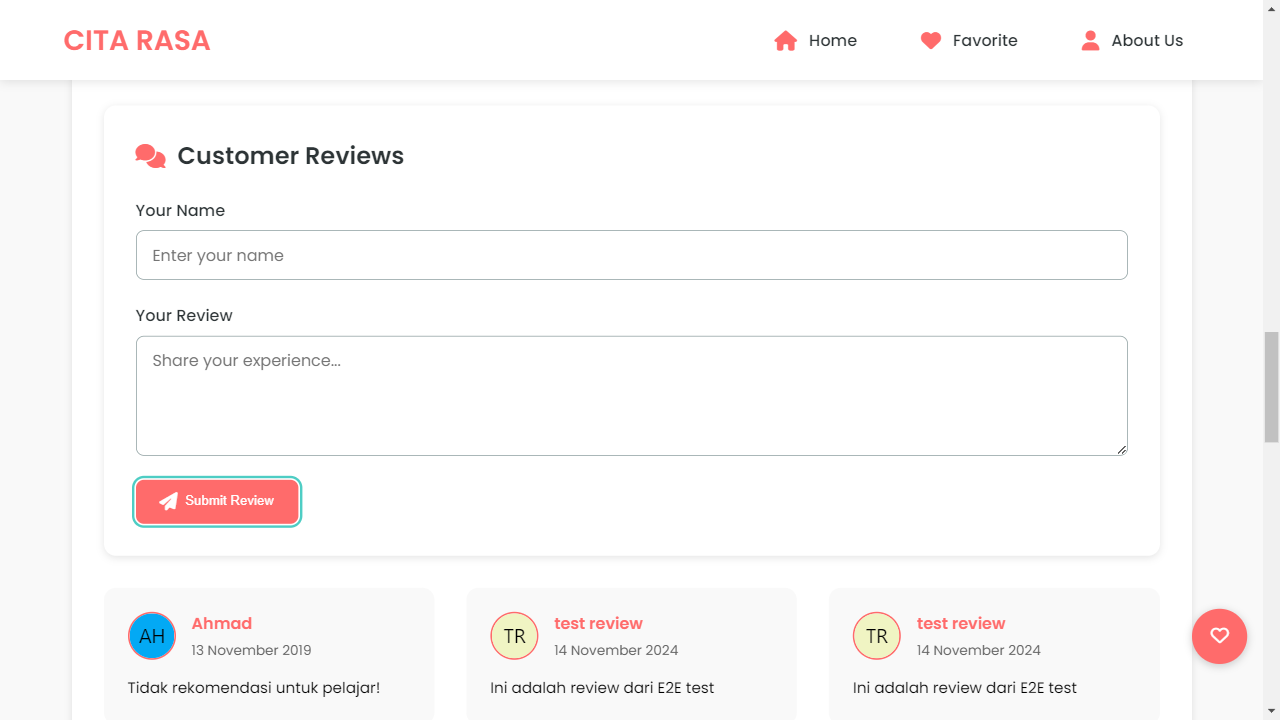 CITA RASA
Home
Favorite
About Us
Customer Reviews
Your Name
Enter your name
Your Review
Share your experience...
Submit Review
AH
Ahmad
13 November 2019
Tidak rekomendasi untuk pelajar!
TR
test review
14 November 2024
Ini adalah review dari E2E test
TR
test review
14 November 2024
Ini adalah review dari E2E test